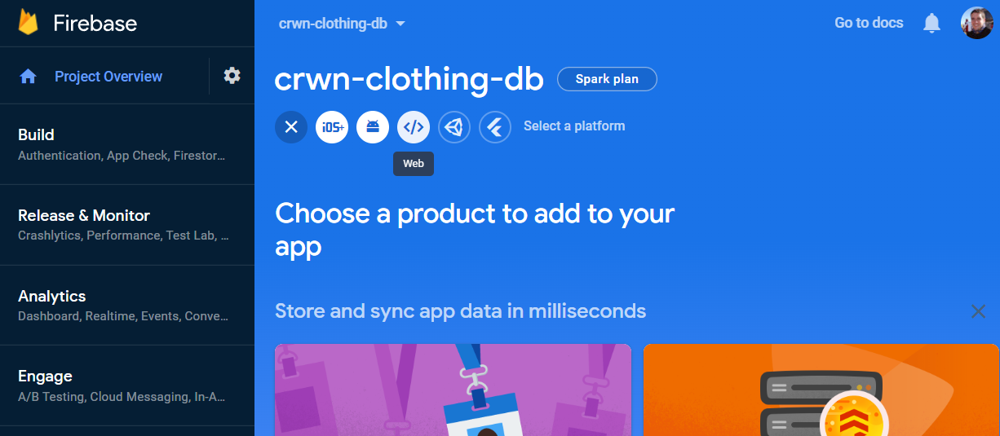 Firebase
crwn-clothing-db
Go to docs
Project Overview
crwn-clothing-db
Spark plan
iOS+
</>
Select a platform
Web
Build
Authentication, App Check, Firestor...
Choose a product to add to your
app
Release & Monitor
Crashlytics, Performance, Test Lab, ...
Analytics
Dashboard, Realtime, Events, Conve...
Store and sync app data in milliseconds
Engage
A/B Testing, Cloud Messaging, In-A...